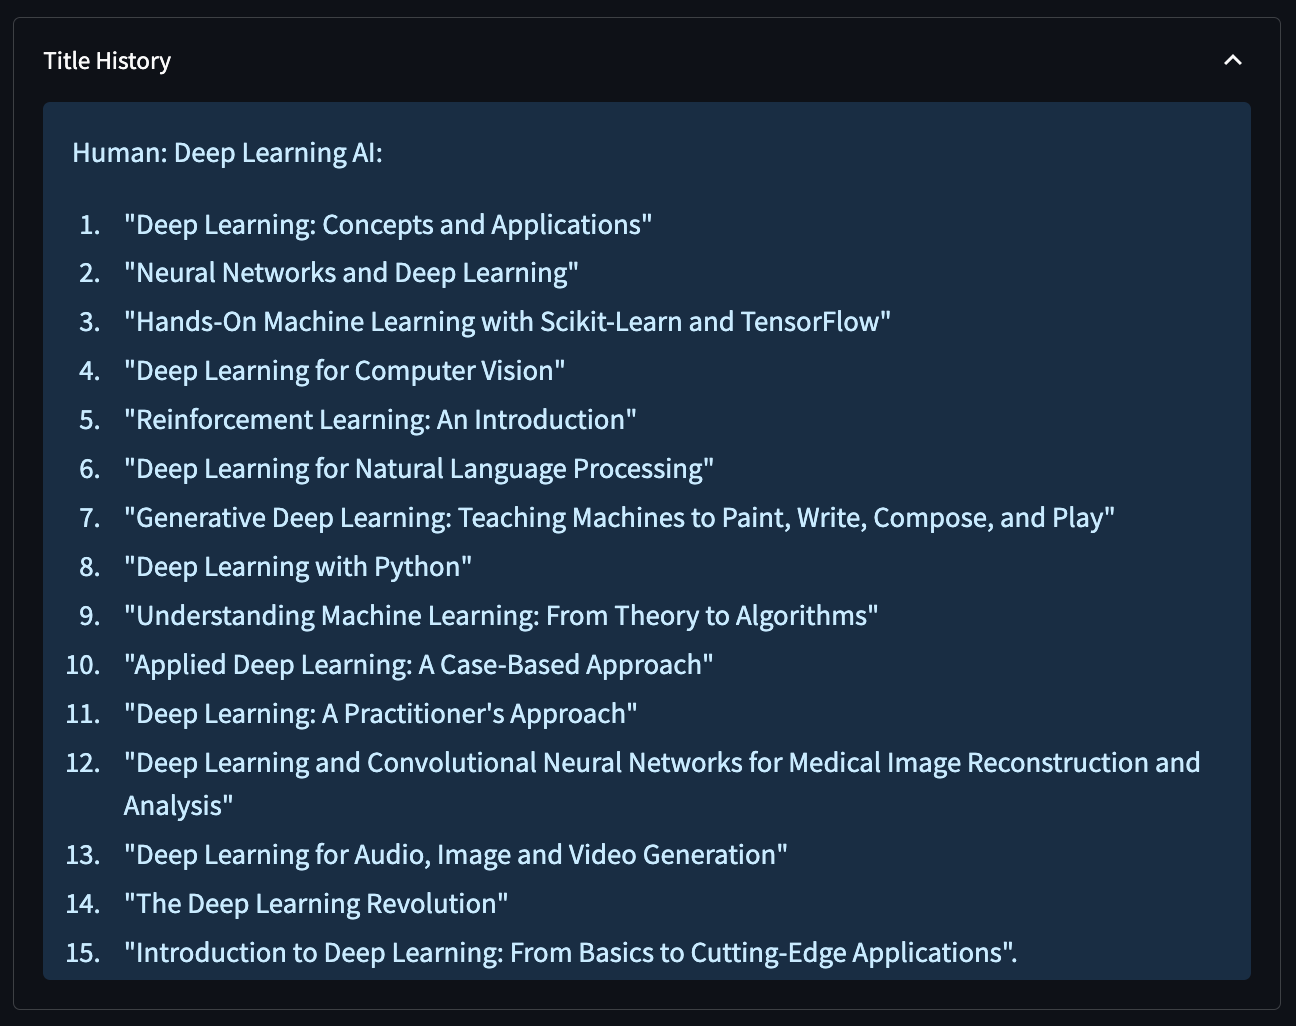 Title History
Human: Deep Learning AI:
1. "Deep Learning: Concepts and Applications"
2. "Neural Networks and Deep Learning"
3. "Hands-On Machine Learning with Scikit-Learn and TensorFlow"
4. "Deep Learning for Computer Vision"
5. "Reinforcement Learning: An Introduction"
6. "Deep Learning for Natural Language Processing"
7. "Generative Deep Learning: Teaching Machines to Paint, Write, Compose, and Play"
8. "Deep Learning with Python"
9. "Understanding Machine Learning: From Theory to Algorithms"
10. "Applied Deep Learning: A Case-Based Approach"
11. "Deep Learning: A Practitioner's Approach"
12. "Deep Learning and Convolutional Neural Networks for Medical Image Reconstruction and
Analysis"
13. "Deep Learning for Audio, Image and Video Generation"
14. "The Deep Learning Revolution"
15. "Introduction to Deep Learning: From Basics to Cutting-Edge Applications".